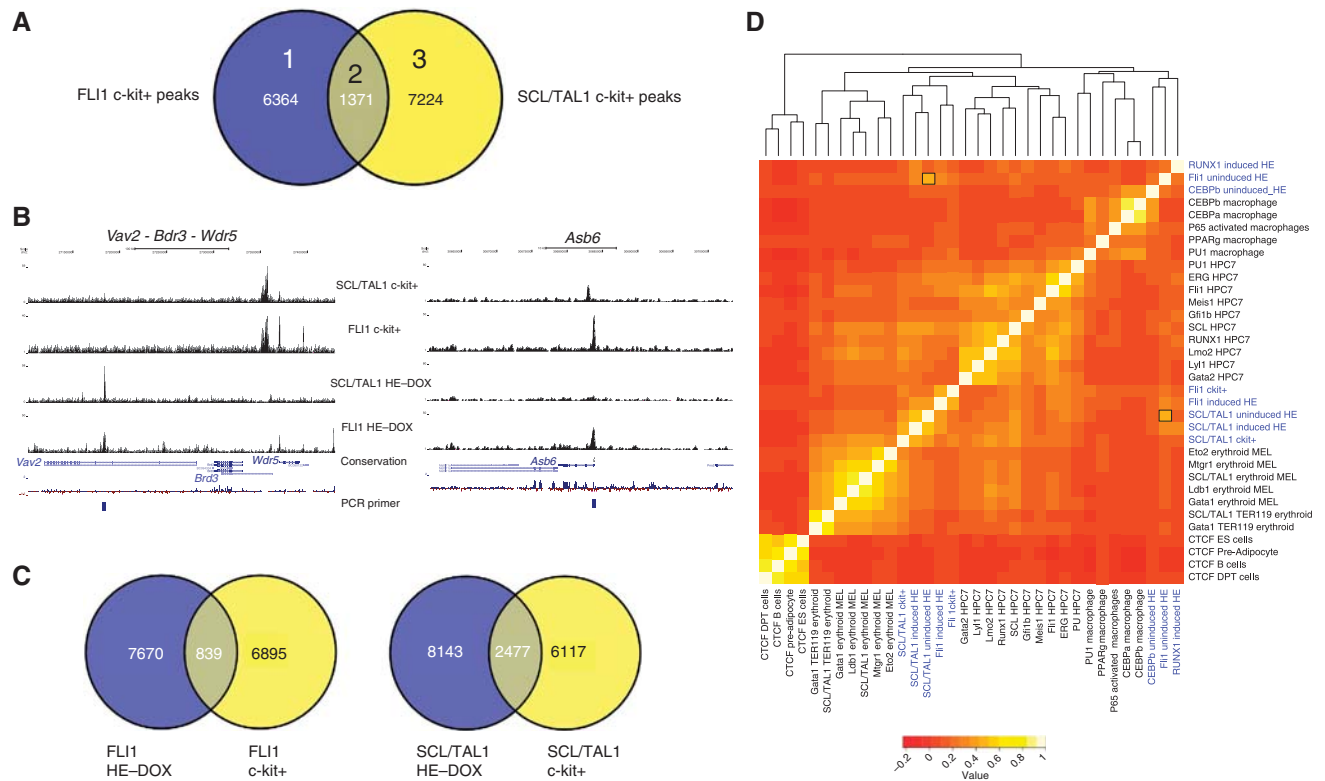 A
1
2
3
FLI1 c-kit+ peaks
6364
1371
7224
SCL/TAL1 c-kit+ peaks
B
Vav2 - Bdr3 - Wdr5
Asb6
SCL/TAL1 c-kit+
FLI1 c-kit+
SCL/TAL1 HE–DOX
FLI1 HE–DOX
Vav2
Wdr5
Brd3
Conservation
Asb6
PCR primer
C
7670
839
6895
FLI1
HE–DOX
FLI1
c-kit+
8143
2477
6117
SCL/TAL1
HE–DOX
SCL/TAL1
c-kit+
D
RUNX1 induced HE
Fli1 uninduced HE
CEBPb uninduced_HE
CEBPb macrophage
CEBPa macrophage
P65 activated macrophages
PPARg macrophage
PU1 macrophage
PU1 HPC7
ERG HPC7
Fli1 HPC7
Meis1 HPC7
Gfi1b HPC7
SCL HPC7
RUNX1 HPC7
Lmo2 HPC7
Lyl1 HPC7
Gata2 HPC7
Fli1 ckit+
Fli1 induced HE
SCL/TAL1 uninduced HE
SCL/TAL1 induced HE
SCL/TAL1 ckit+
Eto2 erythroid MEL
Mtgr1 erythroid MEL
SCL/TAL1 erythroid MEL
Ldb1 erythroid MEL
Gata1 erythroid MEL
SCL/TAL1 TER119 erythroid
Gata1 TER119 erythroid
CTCF ES cells
CTCF Pre-Adipocyte
CTCF B cells
CTCF DPT cells
CTCF DPT cells
CTCF B cells
CTCF pre-adipocyte
CTCF ES cells
Gata1 TER119 erythroid
SCL/TAL1 TER119 erythroid
Gata1 erythroid MEL
Ldb1 erythroid MEL
SCL/TAL1 erythroid MEL
Mtgr1 erythroid MEL
Eto2 erythroid MEL
SCL/TAL1 ckit+
SCL/TAL1 induced HE
SCL/TAL1 uninduced HE
Fli1 induced HE
Fli 1ckit+
Gata2 HPC7
Lyl1 HPC7
Lmo2 HPC7
Runx1 HPC7
SCL HPC7
Gfi1b HPC7
Meis1 HPC7
Fli1 HPC7
ERG HPC7
PU HPC7
PU1 macrophage
PPARg macrophage
P65 activated macrophages
CEBPa macrophage
CEBPb macrophage
CEBPb uninduced HE
Fli1 uninduced HE
RUNX1 induced HE
–0.2 0 0.2 0.4 0.6 0.8 1
Value